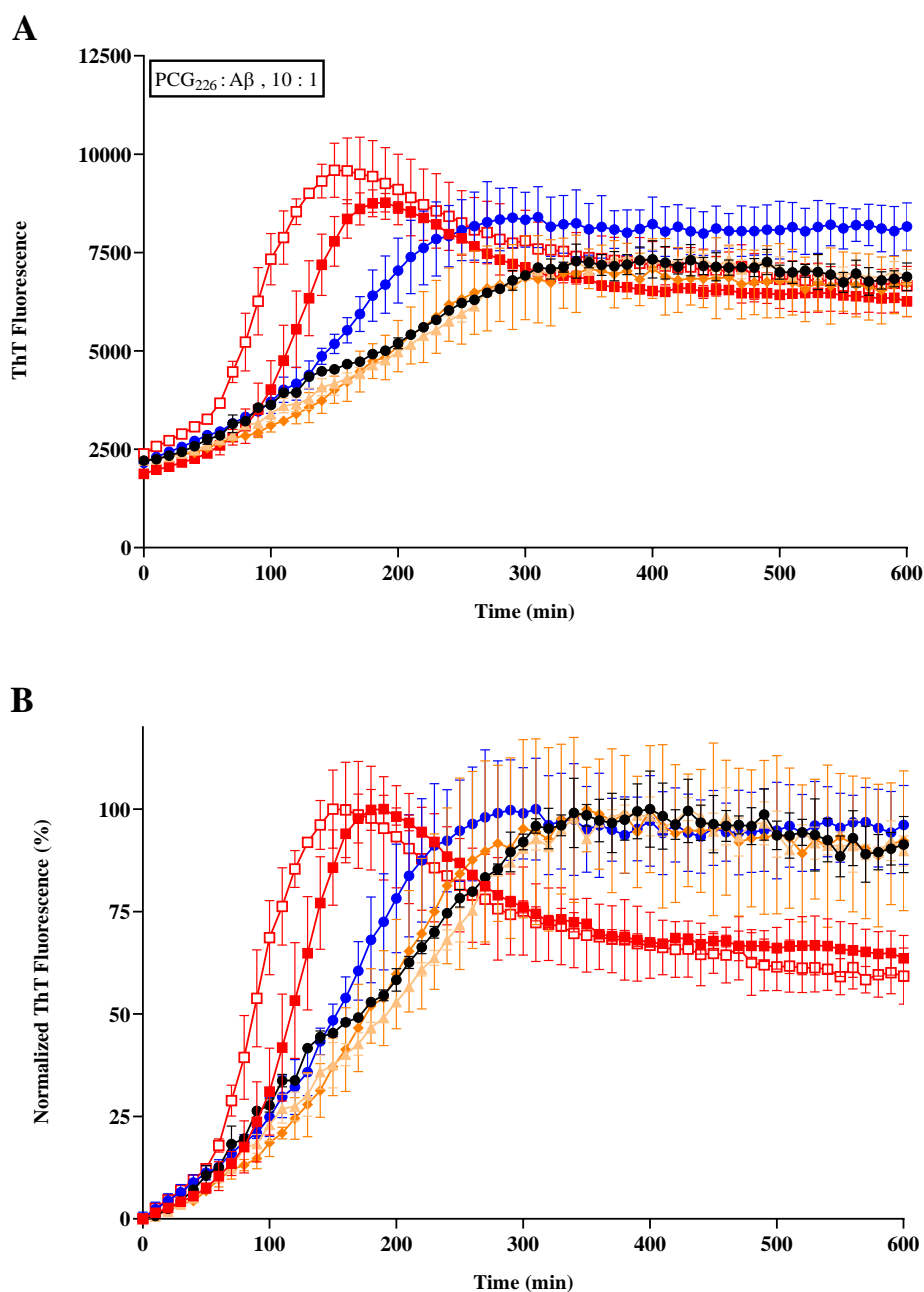 A
12500
PCG₂₂₆ : Aβ , 10 : 1
10000
7500
ThT Fluorescence
5000
2500
0
0 100 200 300 400 500 600
Time (min)
B
100
75
Normalized ThT Fluorescence (%)
50
25
0
0 100 200 300 400 500 600
Time (min)